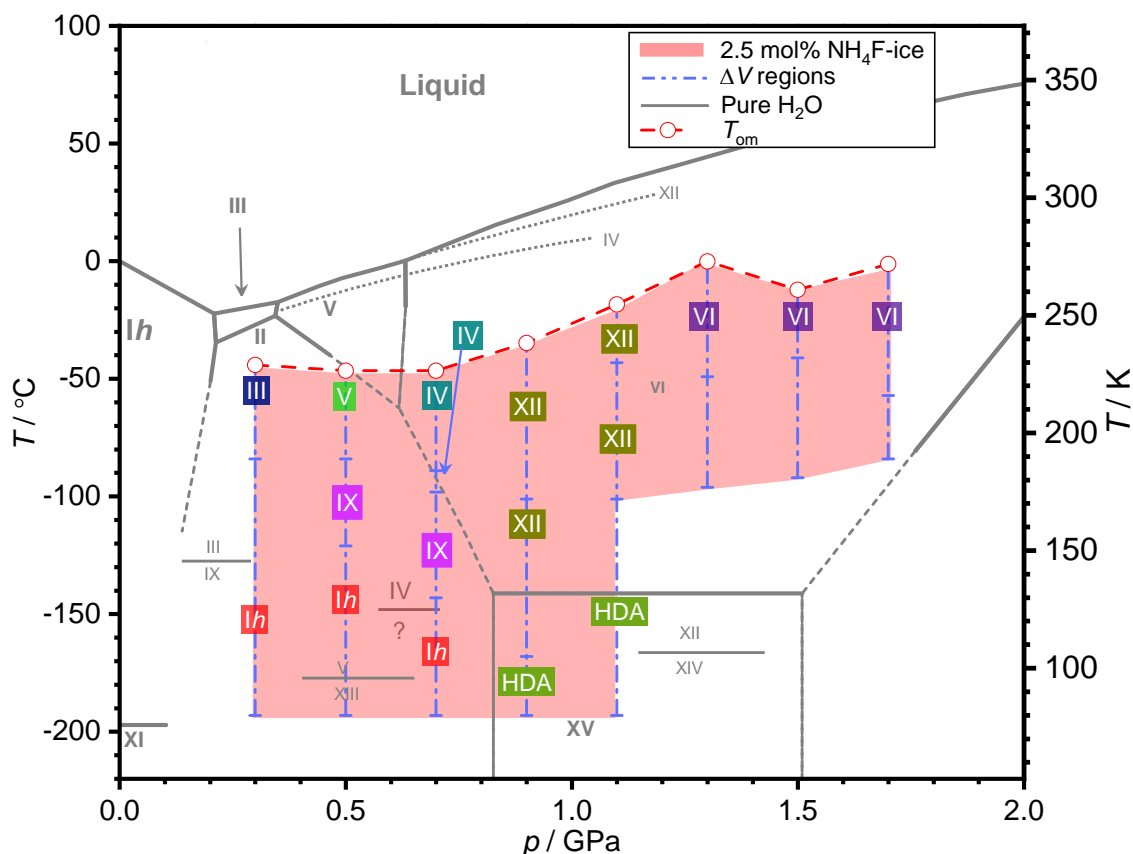 100
50
0
-50
-100
-150
-200
T / °C
350
300
250
200
150
100
T / K
0.0
0.5
1.0
1.5
2.0
p / GPa
2.5 mol% NH₄F-ice
ΔV regions
Pure H₂O
Tom
Liquid
III
XII
IV
V
Ih
II
IV
VI
VI
VI
XII
III
V
IV
XII
VI
XII
IX
XII
IX
III
IX
IV
?
Ih
Ih
Ih
HDA
HDA
XII
XIV
V
XIII
XV
XI